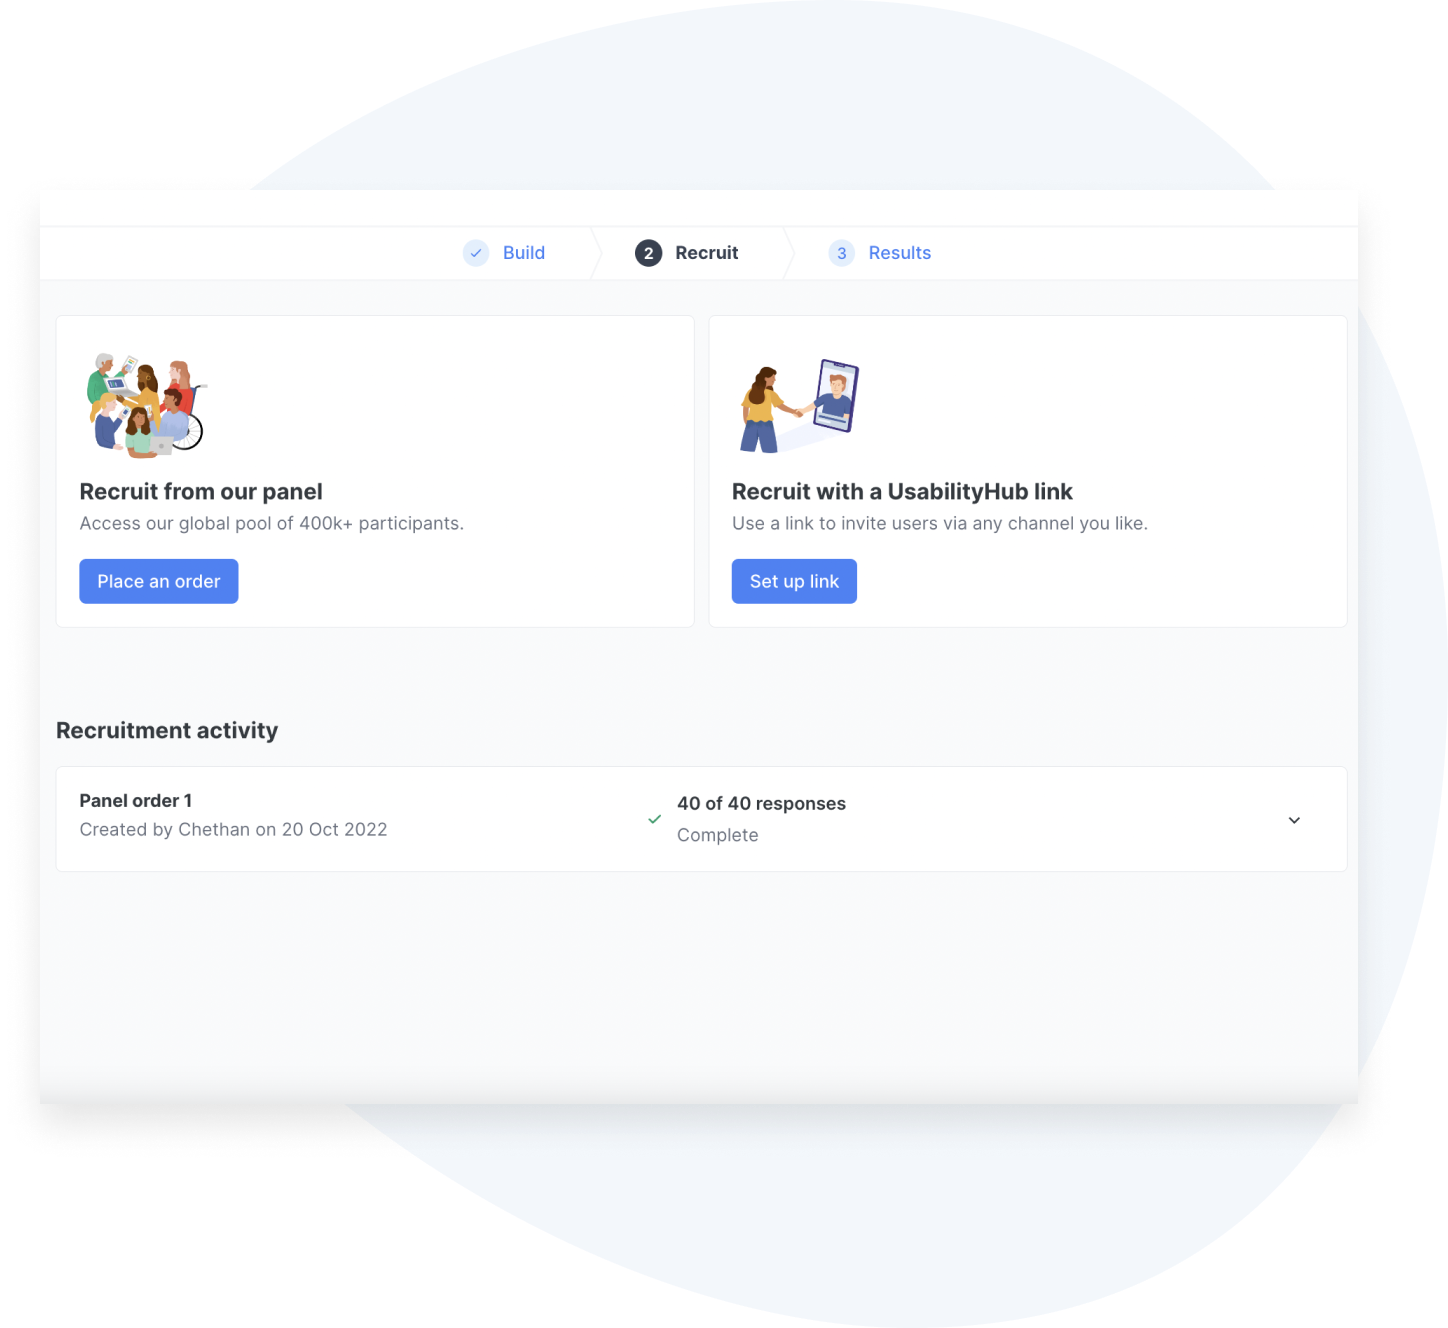 Build
2 Recruit
3 Results
Recruit from our panel
Access our global pool of 400k+ participants.
Place an order
Recruit with a UsabilityHub link
Use a link to invite users via any channel you like.
Set up link
Recruitment activity
Panel order 1
Created by Chethan on 20 Oct 2022
40 of 40 responses
Complete